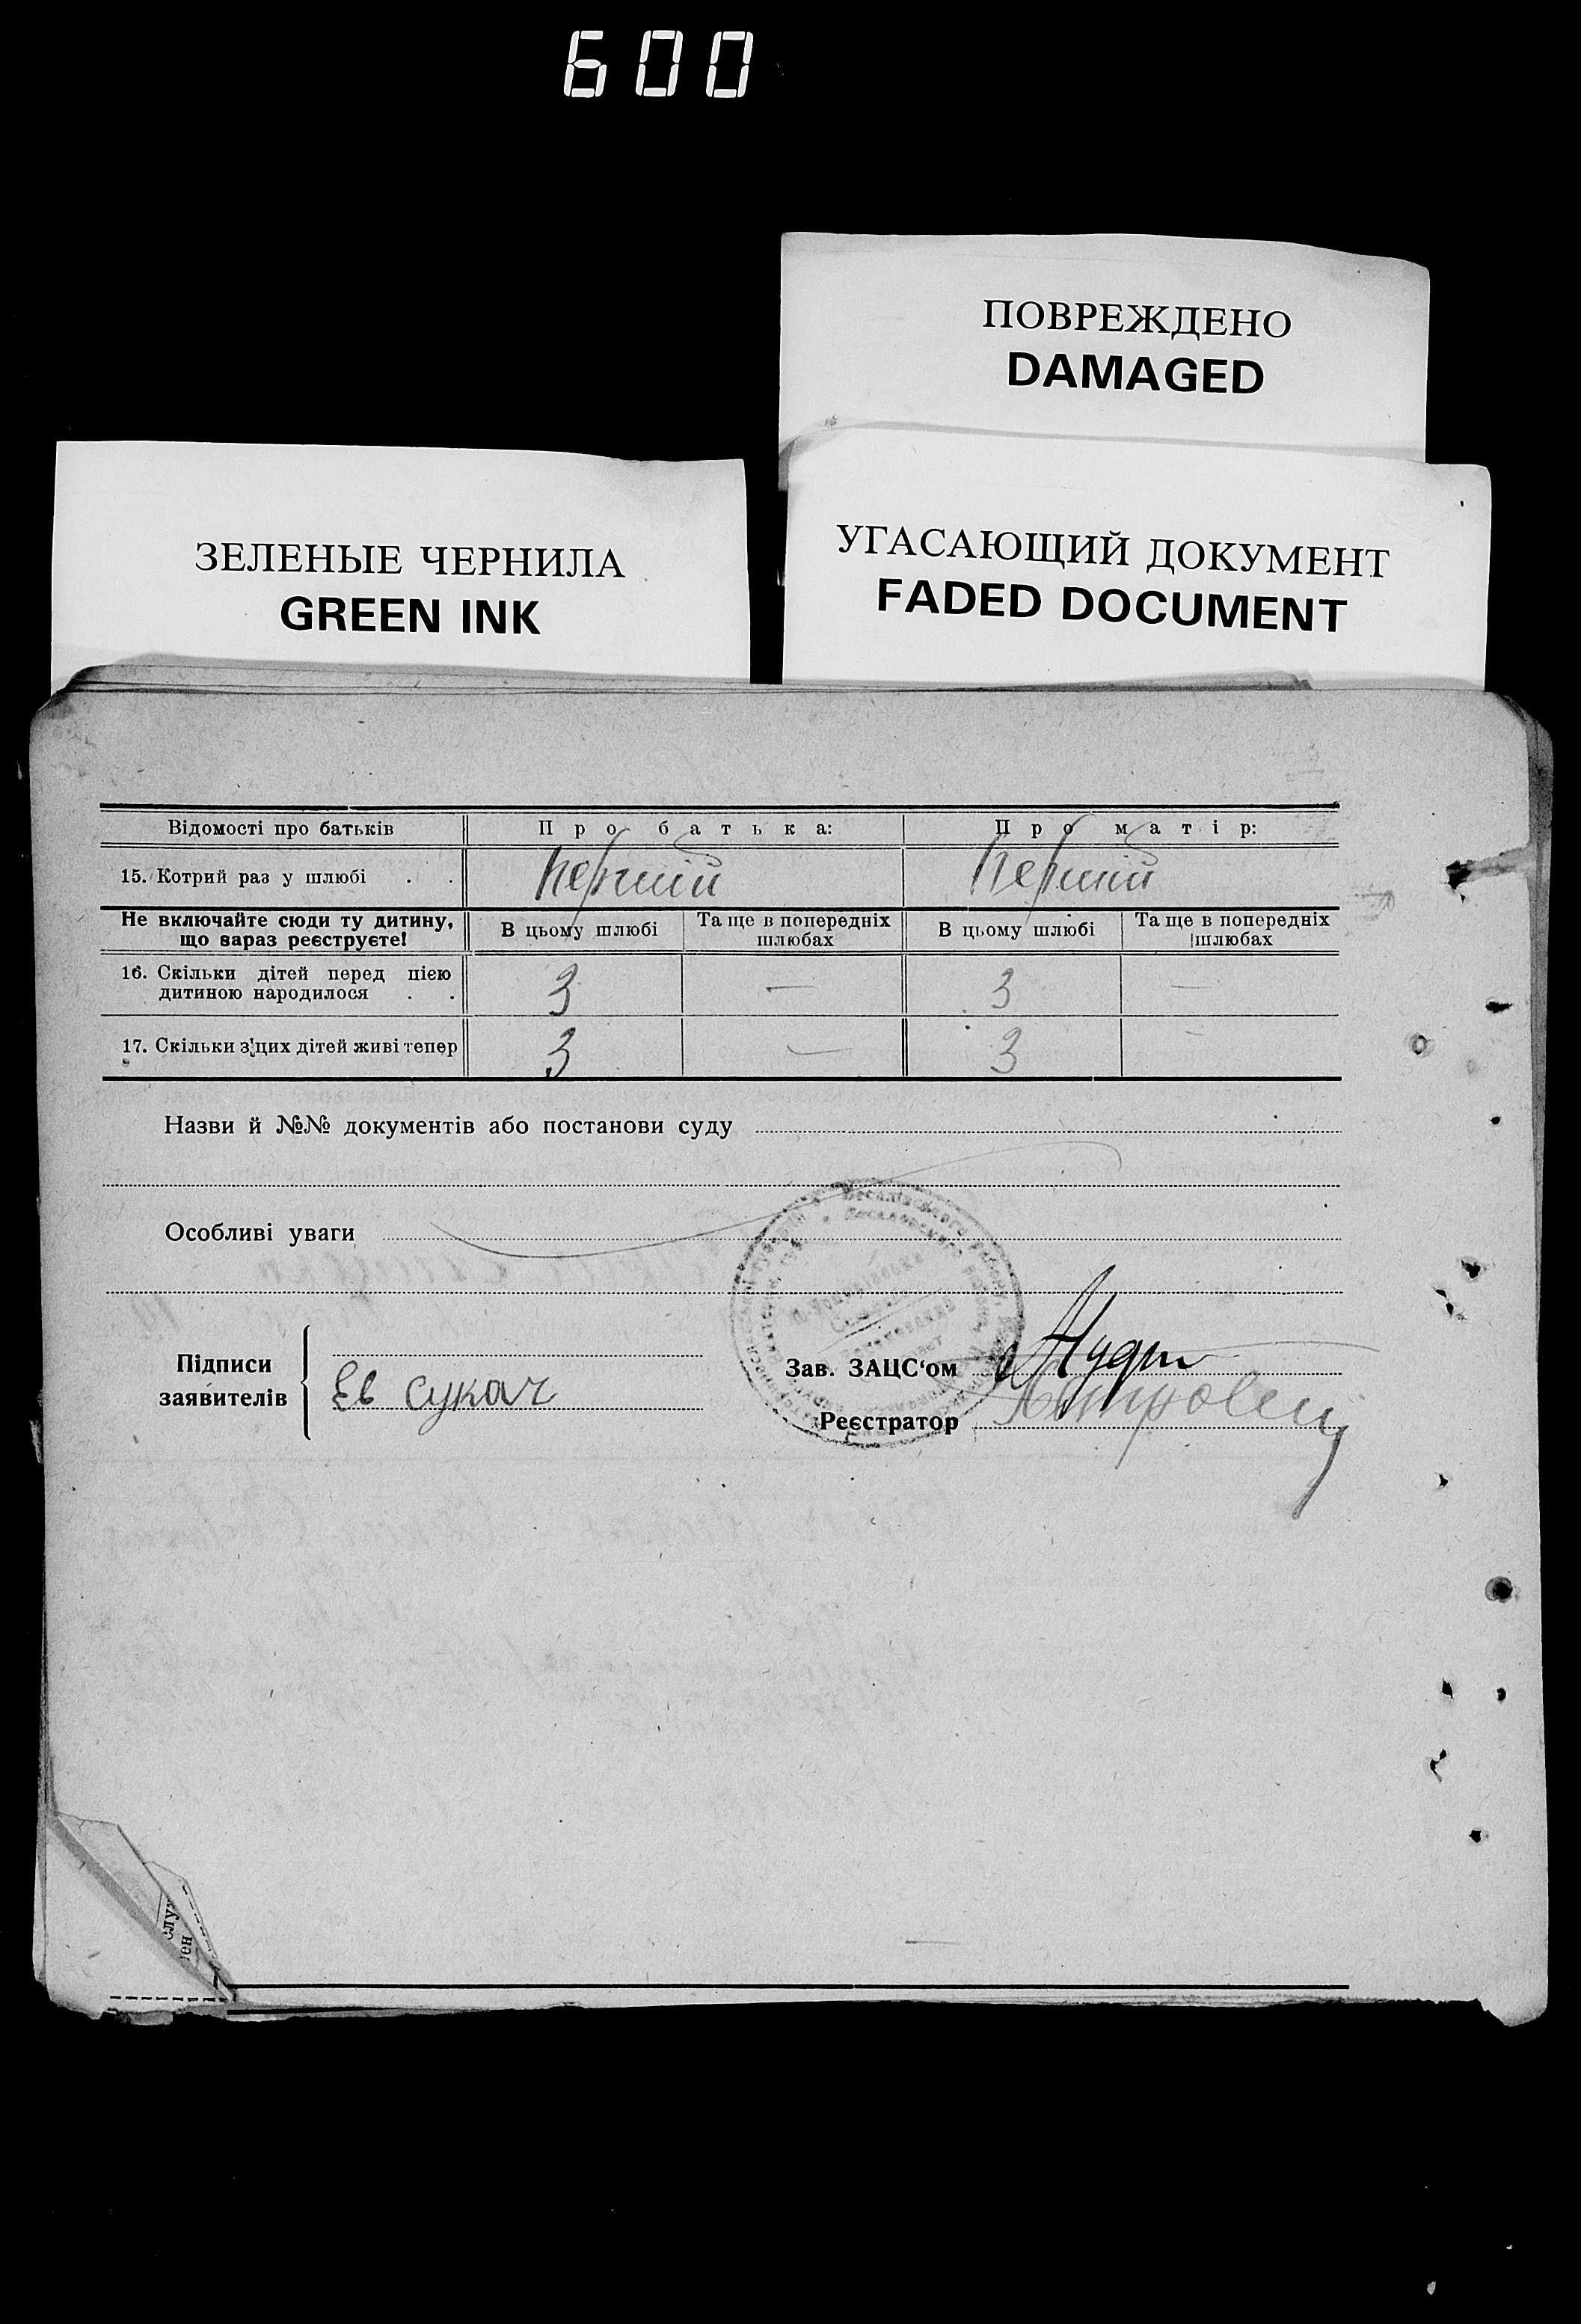 600
ПОВРЕЖДЕНО
DAMAGED
ЗЕЛЕНЫЕ ЧЕРНИЛА
GREEN INK
УГАСАЮЩИЙ ДОКУМЕНТ
FADED DOCUMENT
Відомості про батьків Про батька: Про матір:
15. Котрий раз у шлюбі . . перший перший
Не включайте сюди ту дитину, що вараз реєструєте! В цьому шлюбі Та ще в попередніх шлюбах В цьому шлюбі Та ще в попередніх шлюбах
16. Скільки дітей перед цією дитиною народилося . . 3 — 3 —
17. Скільки з цих дітей живі тепер 3 — 3 —
Назви й №№ документів або постанови суду
Особливі уваги
Підписи заявителів Ев сукач
Зав. ЗАЦС‘ом
Реєстратор